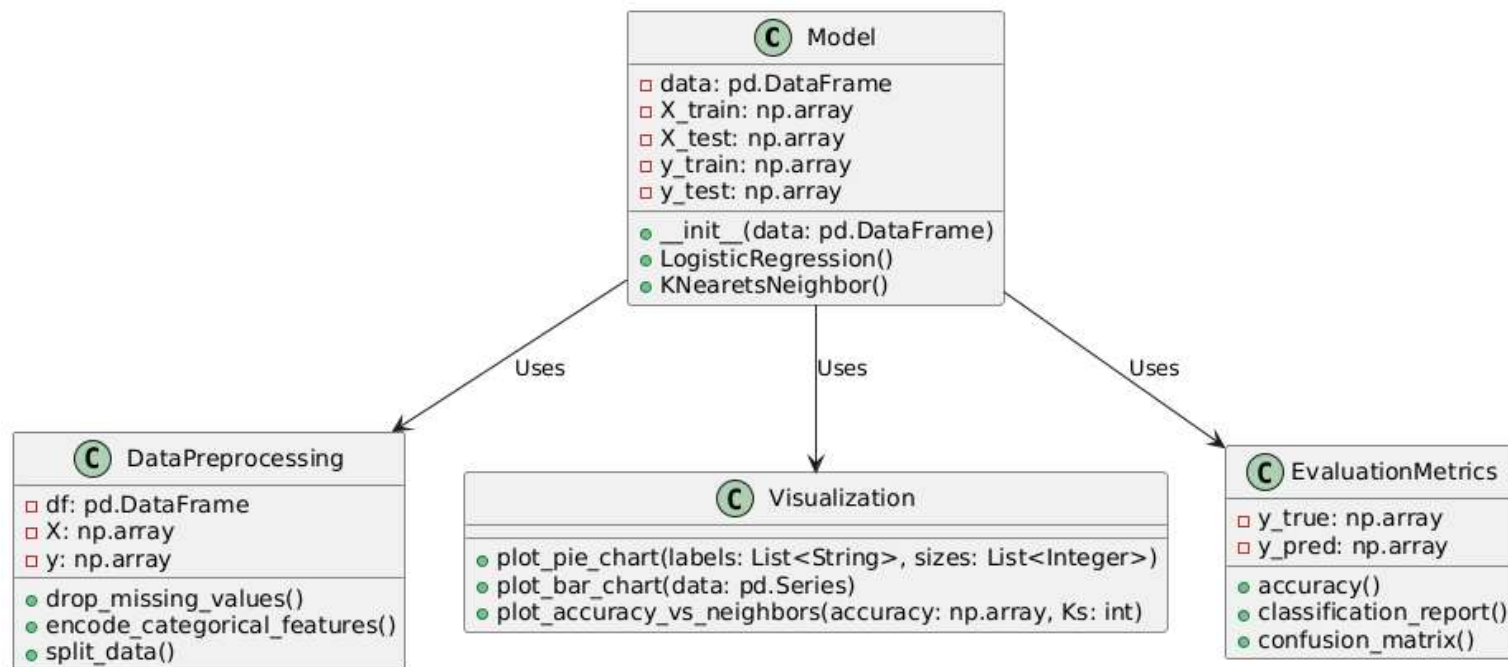 C Model
data: pd.DataFrame
X_train: np.array
X_test: np.array
y_train: np.array
y_test: np.array
__init__(data: pd.DataFrame)
LogisticRegression()
KNearetsNeighbor()
Uses
Uses
Uses
C DataPreprocessing
df: pd.DataFrame
X: np.array
y: np.array
drop_missing_values()
encode_categorical_features()
split_data()
C Visualization
plot_pie_chart(labels: List<String>, sizes: List<Integer>)
plot_bar_chart(data: pd.Series)
plot_accuracy_vs_neighbors(accuracy: np.array, Ks: int)
C EvaluationMetrics
y_true: np.array
y_pred: np.array
accuracy()
classification_report()
confusion_matrix()